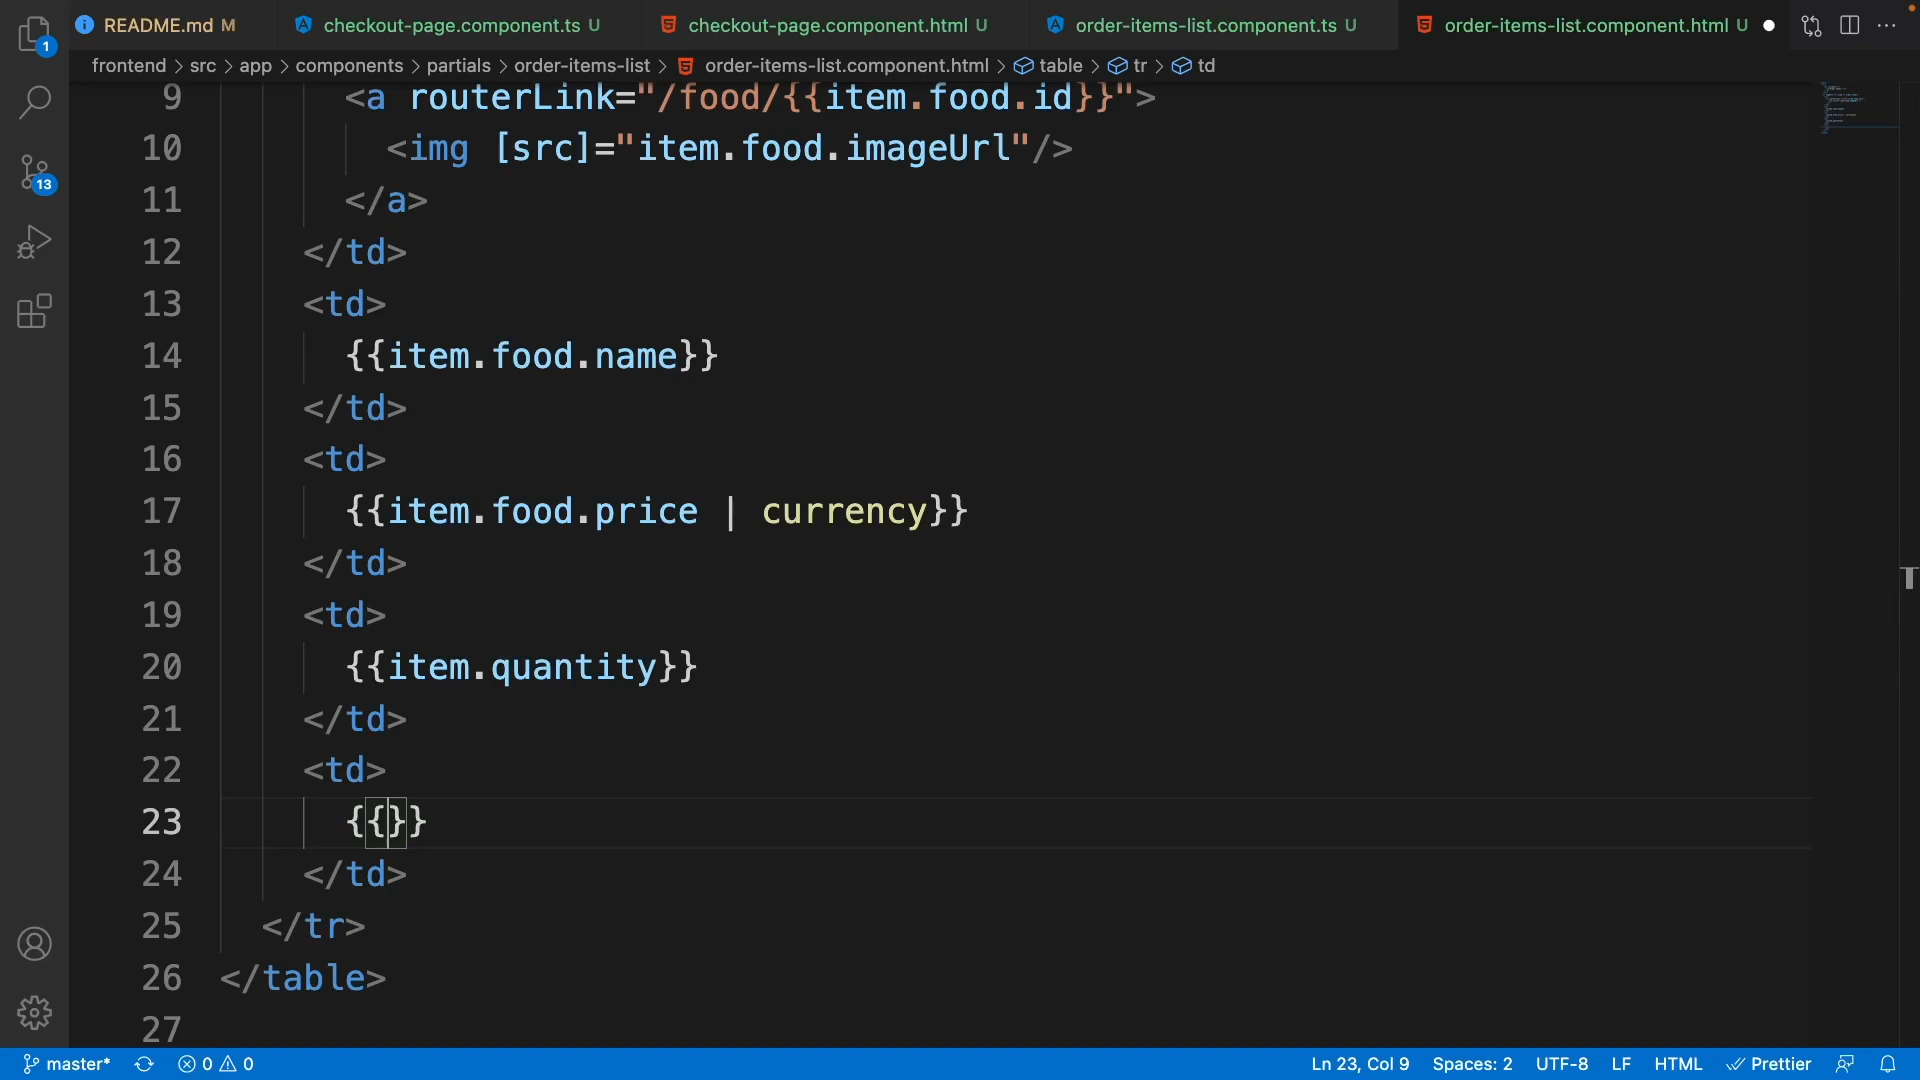 README.md M checkout-page.component.ts U checkout-page.component.html U order-items-list.component.ts U order-items-list.component.html U
1
frontend > src > app > components > partials > order-items-list > order-items-list.component.html > table > tr > td
9 <a routerLink="/food/{{item.food.id}}">
10 <img [src]="item.food.imageUrl"/>
11 </a>
12 </td>
13 <td>
14 {{item.food.name}}
15 </td>
16 <td>
17 {{item.food.price | currency}}
18 </td>
19 <td>
20 {{item.quantity}}
21 </td>
22 <td>
23 {{}}
24 </td>
25 </tr>
26 </table>
27
13
master* 0 0 Ln 23, Col 9 Spaces: 2 UTF-8 LF HTML Prettier